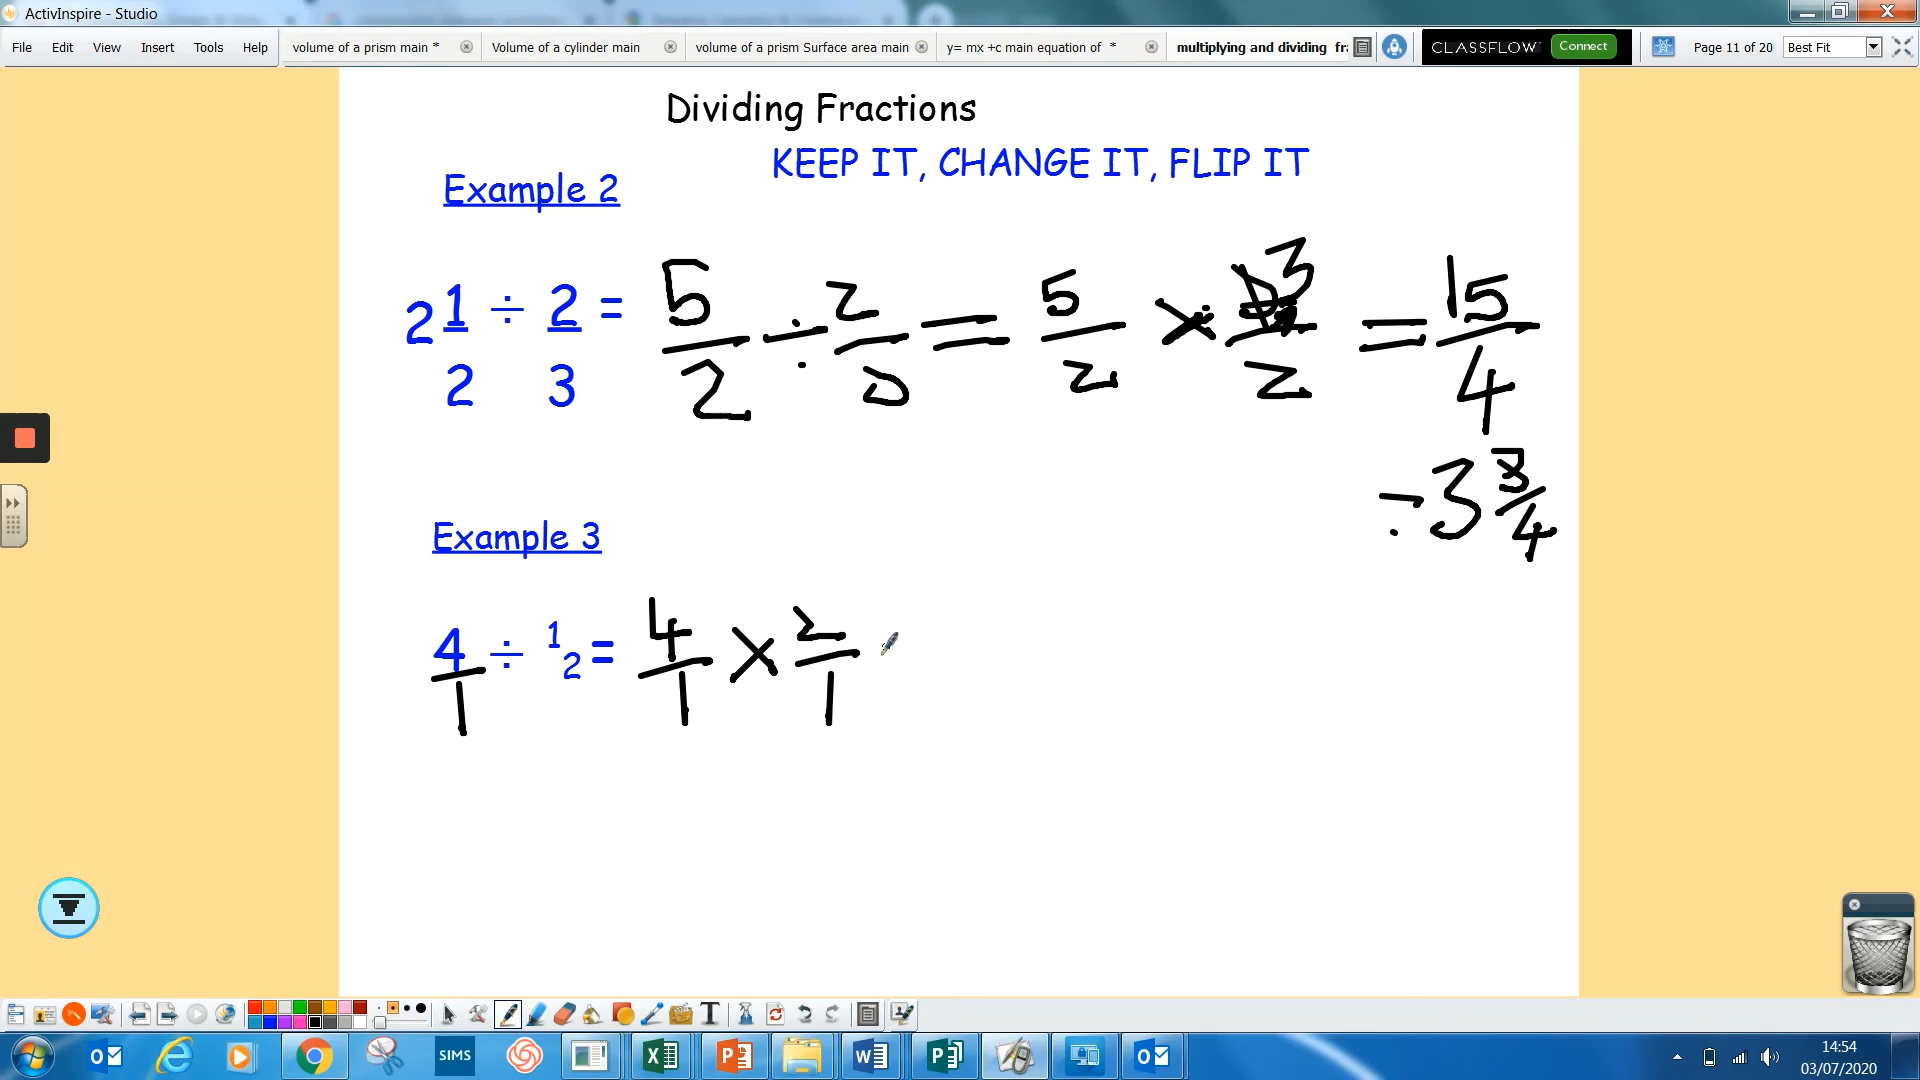 ActivInspire - Studio
File Edit View Insert Tools Help volume of a prism main * Volume of a cylinder main volume of a prism Surface area main y= mx +c main equation of * multiplying and dividing fra CLASSFLOW Connect Page 11 of 20 Best Fit
Dividing Fractions
KEEP IT, CHANGE IT, FLIP IT
Example 2
2 1/2 ÷ 2/3 = 5/2 ÷ 2/3 = 5/2 × 3/2 = 15/4
= 3 3/4
Example 3
4/1 ÷ 1/2 = 4/1 × 2/1
T
SIMS
14:54
03/07/2020